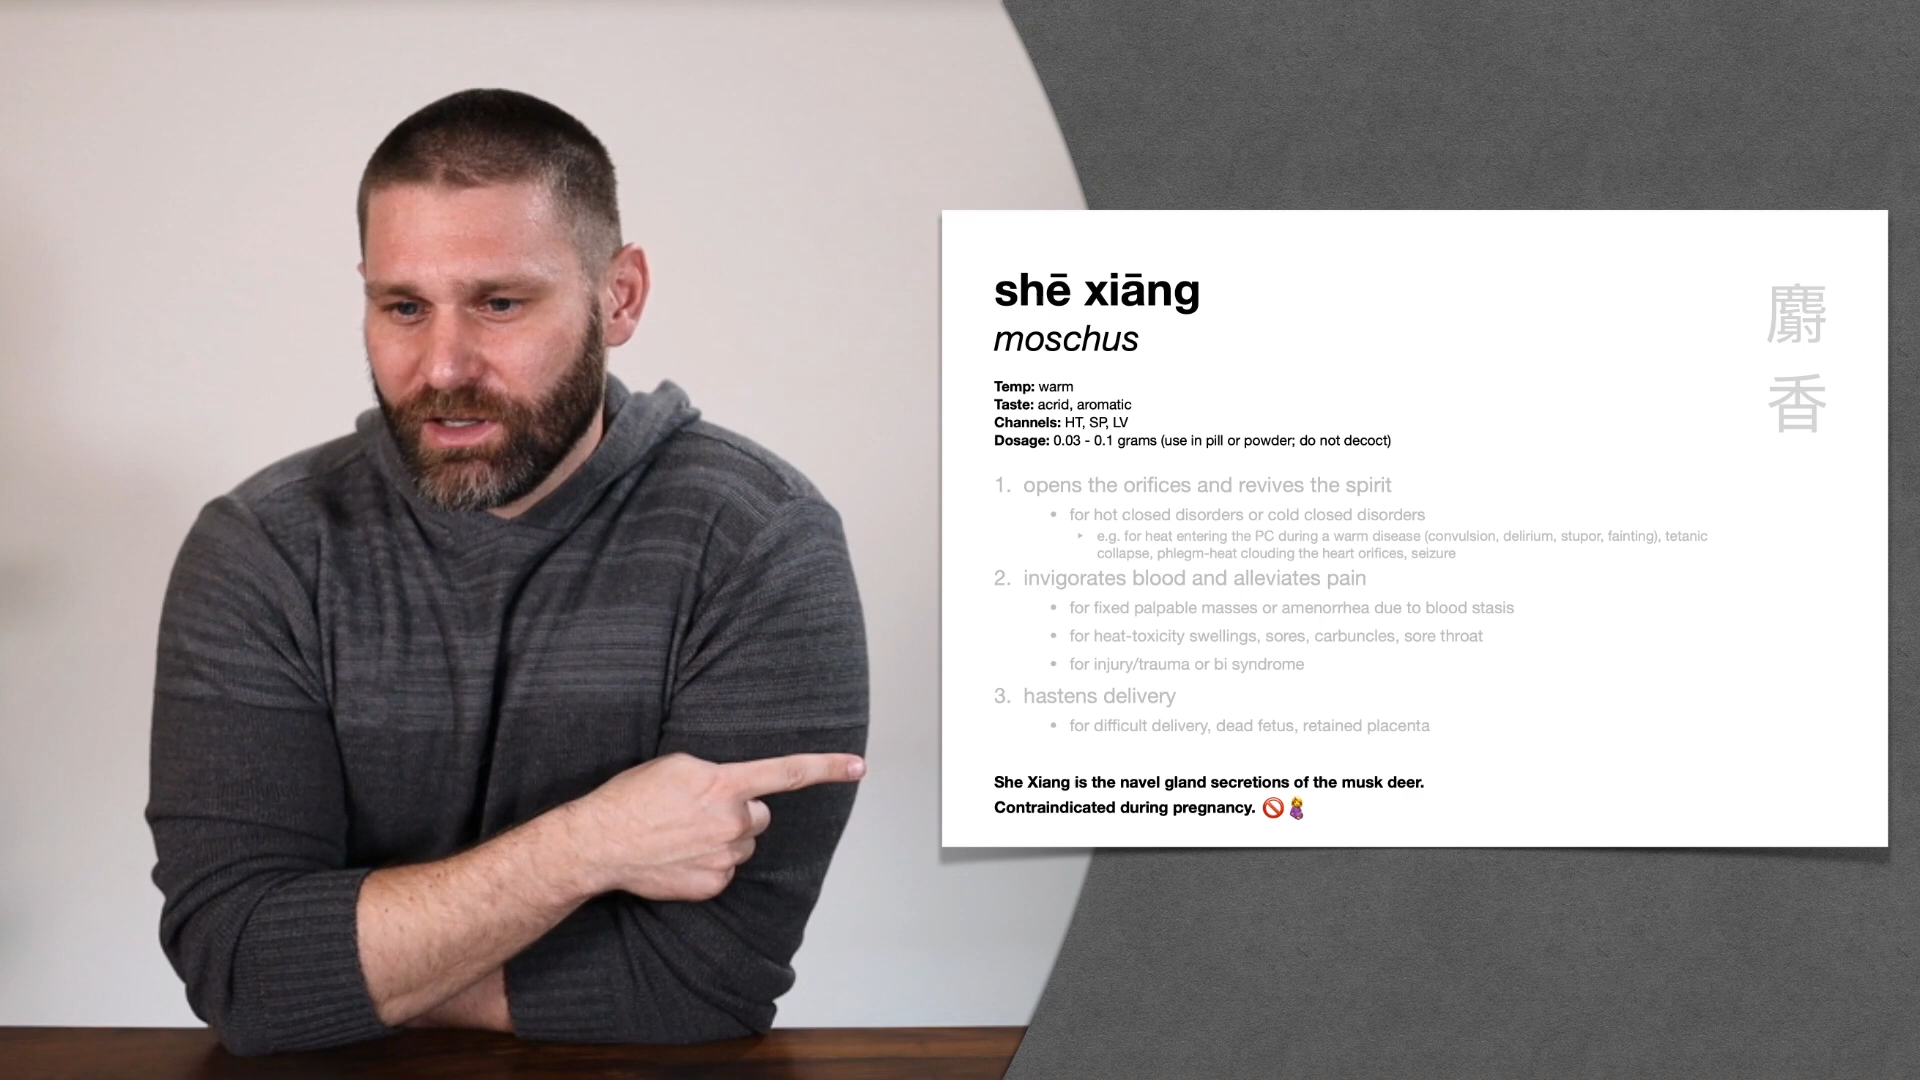 shē xiāng
moschus
麝
香
Temp: warm
Taste: acrid, aromatic
Channels: HT, SP, LV
Dosage: 0.03 - 0.1 grams (use in pill or powder; do not decoct)
1. opens the orifices and revives the spirit
• for hot closed disorders or cold closed disorders
‣ e.g. for heat entering the PC during a warm disease (convulsion, delirium, stupor, fainting), tetanic
collapse, phlegm-heat clouding the heart orifices, seizure
2. invigorates blood and alleviates pain
• for fixed palpable masses or amenorrhea due to blood stasis
• for heat-toxicity swellings, sores, carbuncles, sore throat
• for injury/trauma or bi syndrome
3. hastens delivery
• for difficult delivery, dead fetus, retained placenta
She Xiang is the navel gland secretions of the musk deer.
Contraindicated during pregnancy. 🚫🤰